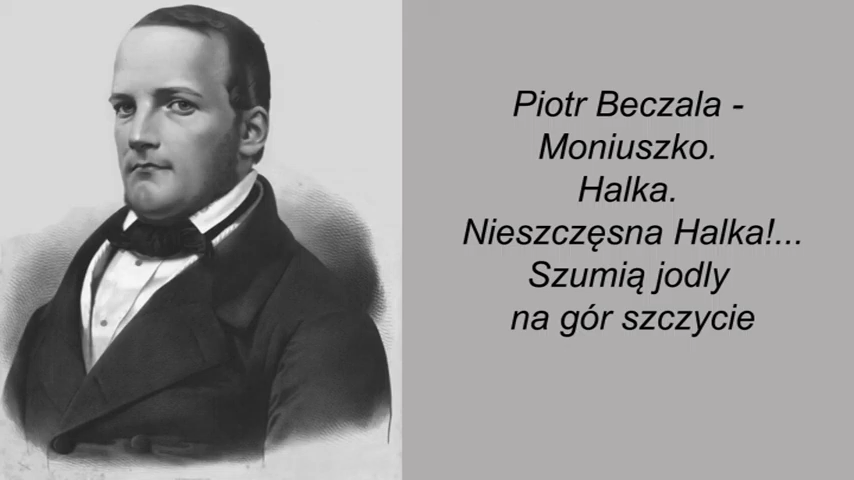 Piotr Beczala -
Moniuszko.
Halka.
Nieszczęsna Halka!...
Szumią jodly
na gór szczycie